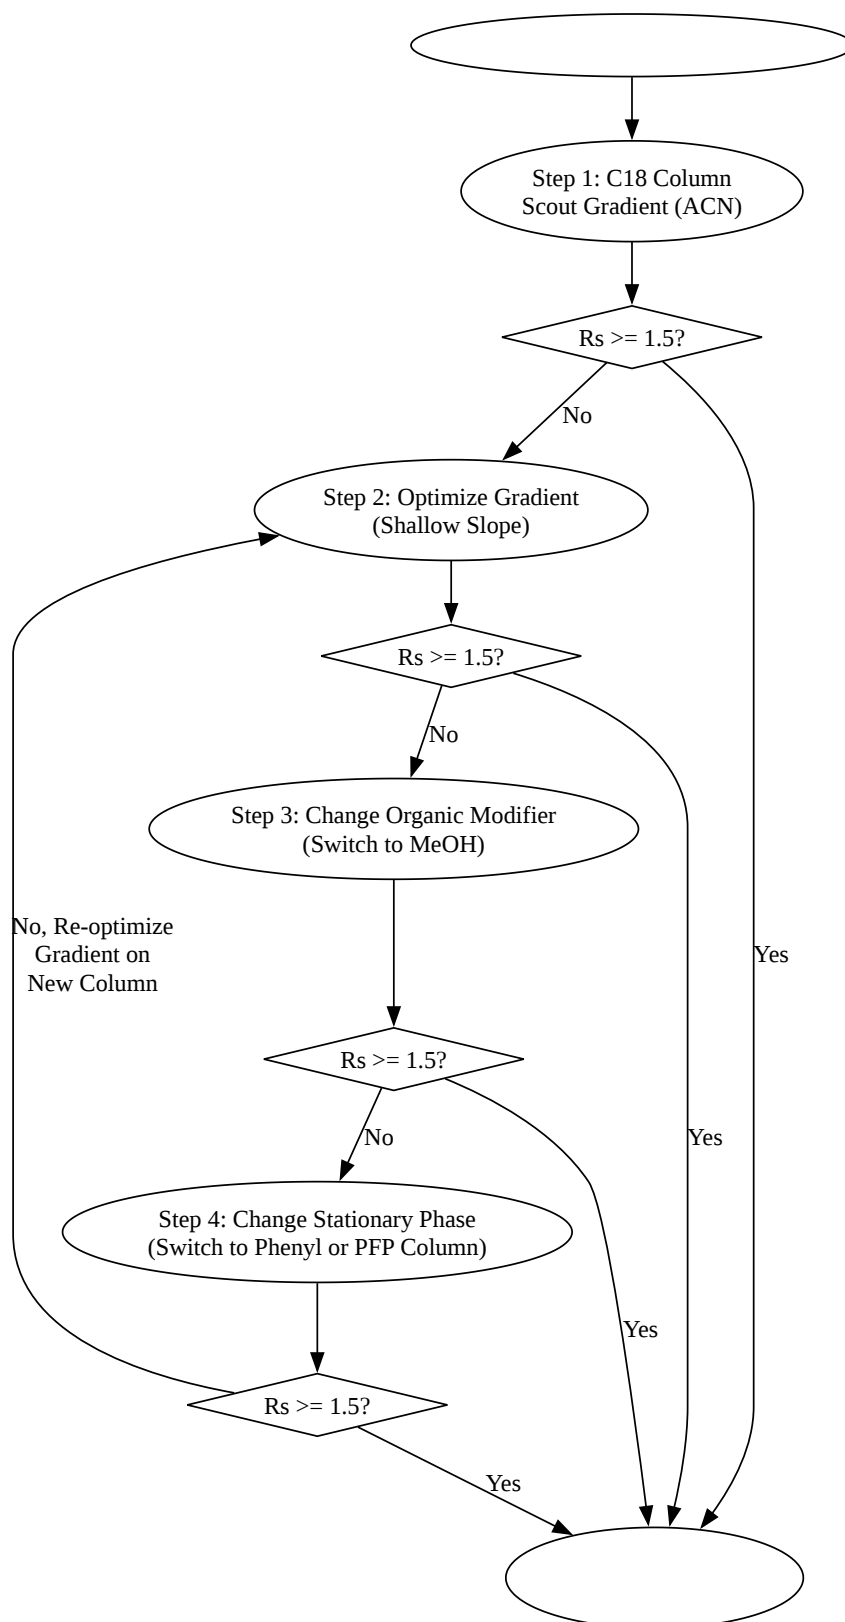 Step 1: C18 Column
Scout Gradient (ACN)
Rs >= 1.5?
No
Step 2: Optimize Gradient
(Shallow Slope)
Rs >= 1.5?
No
Step 3: Change Organic Modifier
(Switch to MeOH)
No, Re-optimize
Gradient on
New Column
Yes
Rs >= 1.5?
No
Yes
Step 4: Change Stationary Phase
(Switch to Phenyl or PFP Column)
Yes
Rs >= 1.5?
Yes